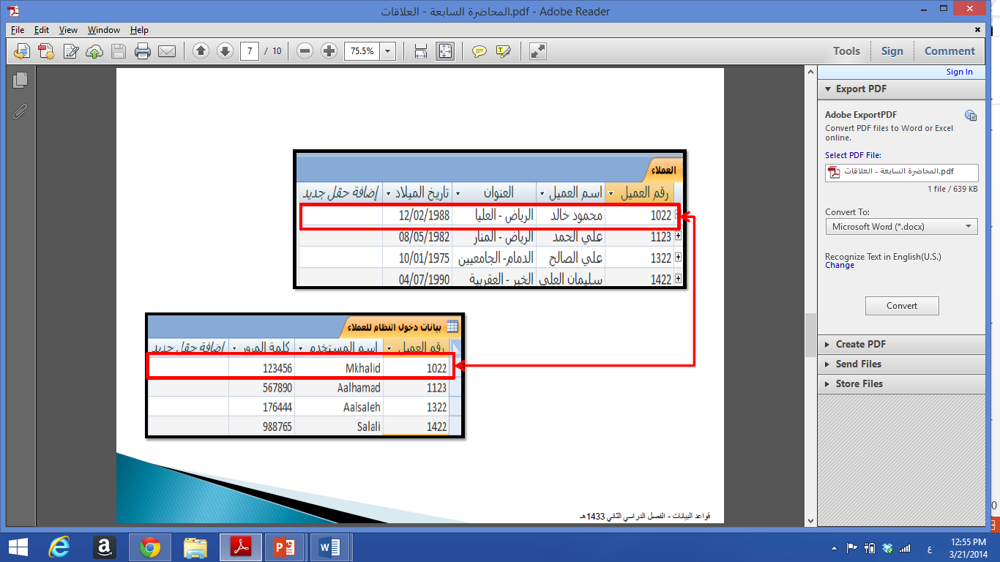 المحاضرة السابعة - العلاقات.pdf - Adobe Reader
File Edit View Window Help
7 / 10 75.5% Tools Sign Comment
Sign In
Export PDF
Adobe ExportPDF
Convert PDF files to Word or Excel
online.
Select PDF File:
المحاضرة السابعة - العلاقات.pdf
1 file / 639 KB
Convert To:
Microsoft Word (*.docx)
Recognize Text in English(U.S.)
Change
Convert
Create PDF
Send Files
Store Files
العملاء
رقم العميل اسم العميل العنوان تاريخ الميلاد إضافة حقل جديد
1022 محمود خالد الرياض - العليا 12/02/1988
1123 علي الحمد الرياض - المنار 08/05/1982
1322 علي الصالح الدمام- الجامعيين 10/01/1975
1422 سليمان العلي الخبر - العقربية 04/07/1990
بيانات دخول النظام للعملاء
رقم العميل اسم المستخدم كلمة المرور إضافة حقل جديد
1022 Mkhalid 123456
1123 Aalhamad 567890
1322 Aalsaleh 176444
1422 Salali 988765
قواعد البيانات - الفصل الدراسي الثاني 1433هـ
ع
12:55 PM
3/21/2014